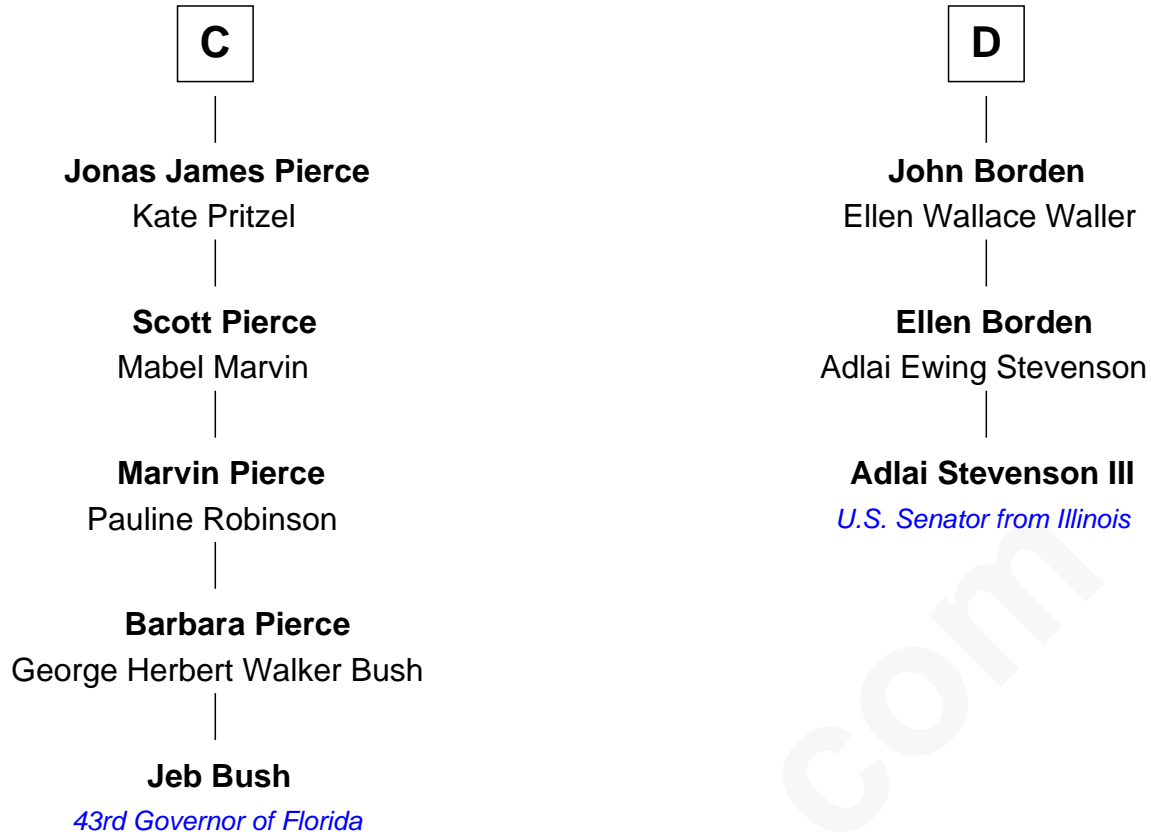 C
Jonas James Pierce
Kate Pritzel
Scott Pierce
Mabel Marvin
Marvin Pierce
Pauline Robinson
Barbara Pierce
George Herbert Walker Bush
Jeb Bush
43rd Governor of Florida
D
John Borden
Ellen Wallace Waller
Ellen Borden
Adlai Ewing Stevenson
Adlai Stevenson III
U.S. Senator from Illinois
com